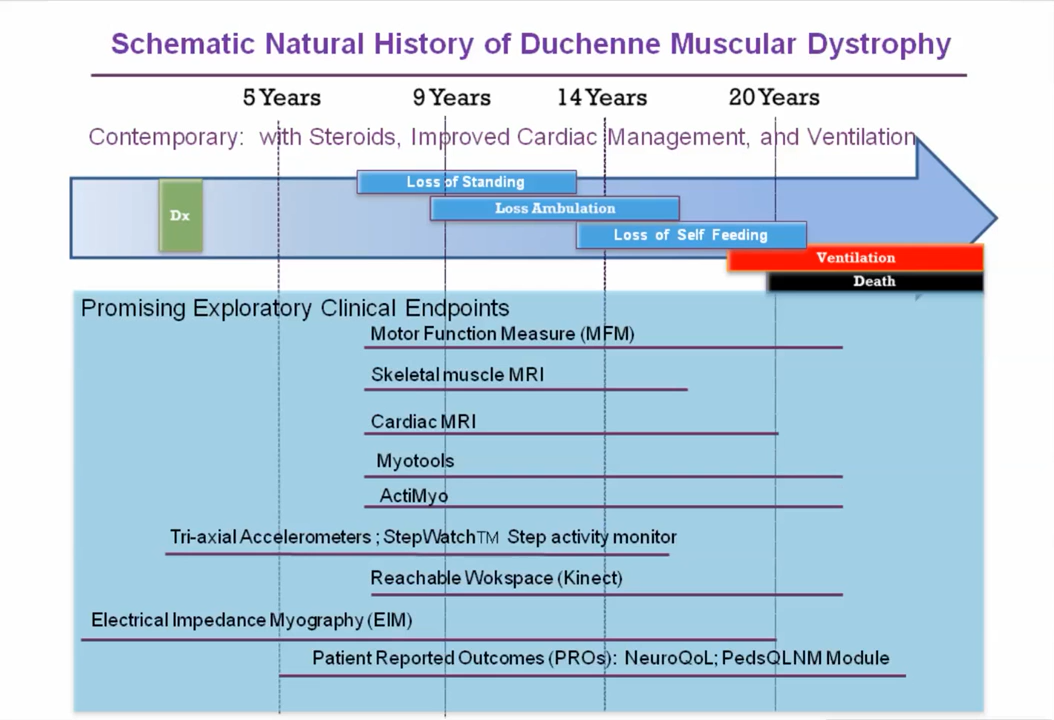 Schematic Natural History of Duchenne Muscular Dystrophy
5 Years 9 Years 14 Years 20 Years
Contemporary: with Steroids, Improved Cardiac Management, and Ventilation
Loss of Standing
Dx
Loss Ambulation
Loss of Self Feeding
Ventilation
Death
Promising Exploratory Clinical Endpoints
Motor Function Measure (MFM)
Skeletal muscle MRI
Cardiac MRI
Myotools
ActiMyo
Tri-axial Accelerometers ; StepWatch™ Step activity monitor
Reachable Wokspace (Kinect)
Electrical Impedance Myography (EIM)
Patient Reported Outcomes (PROs): NeuroQoL; PedsQLNM Module